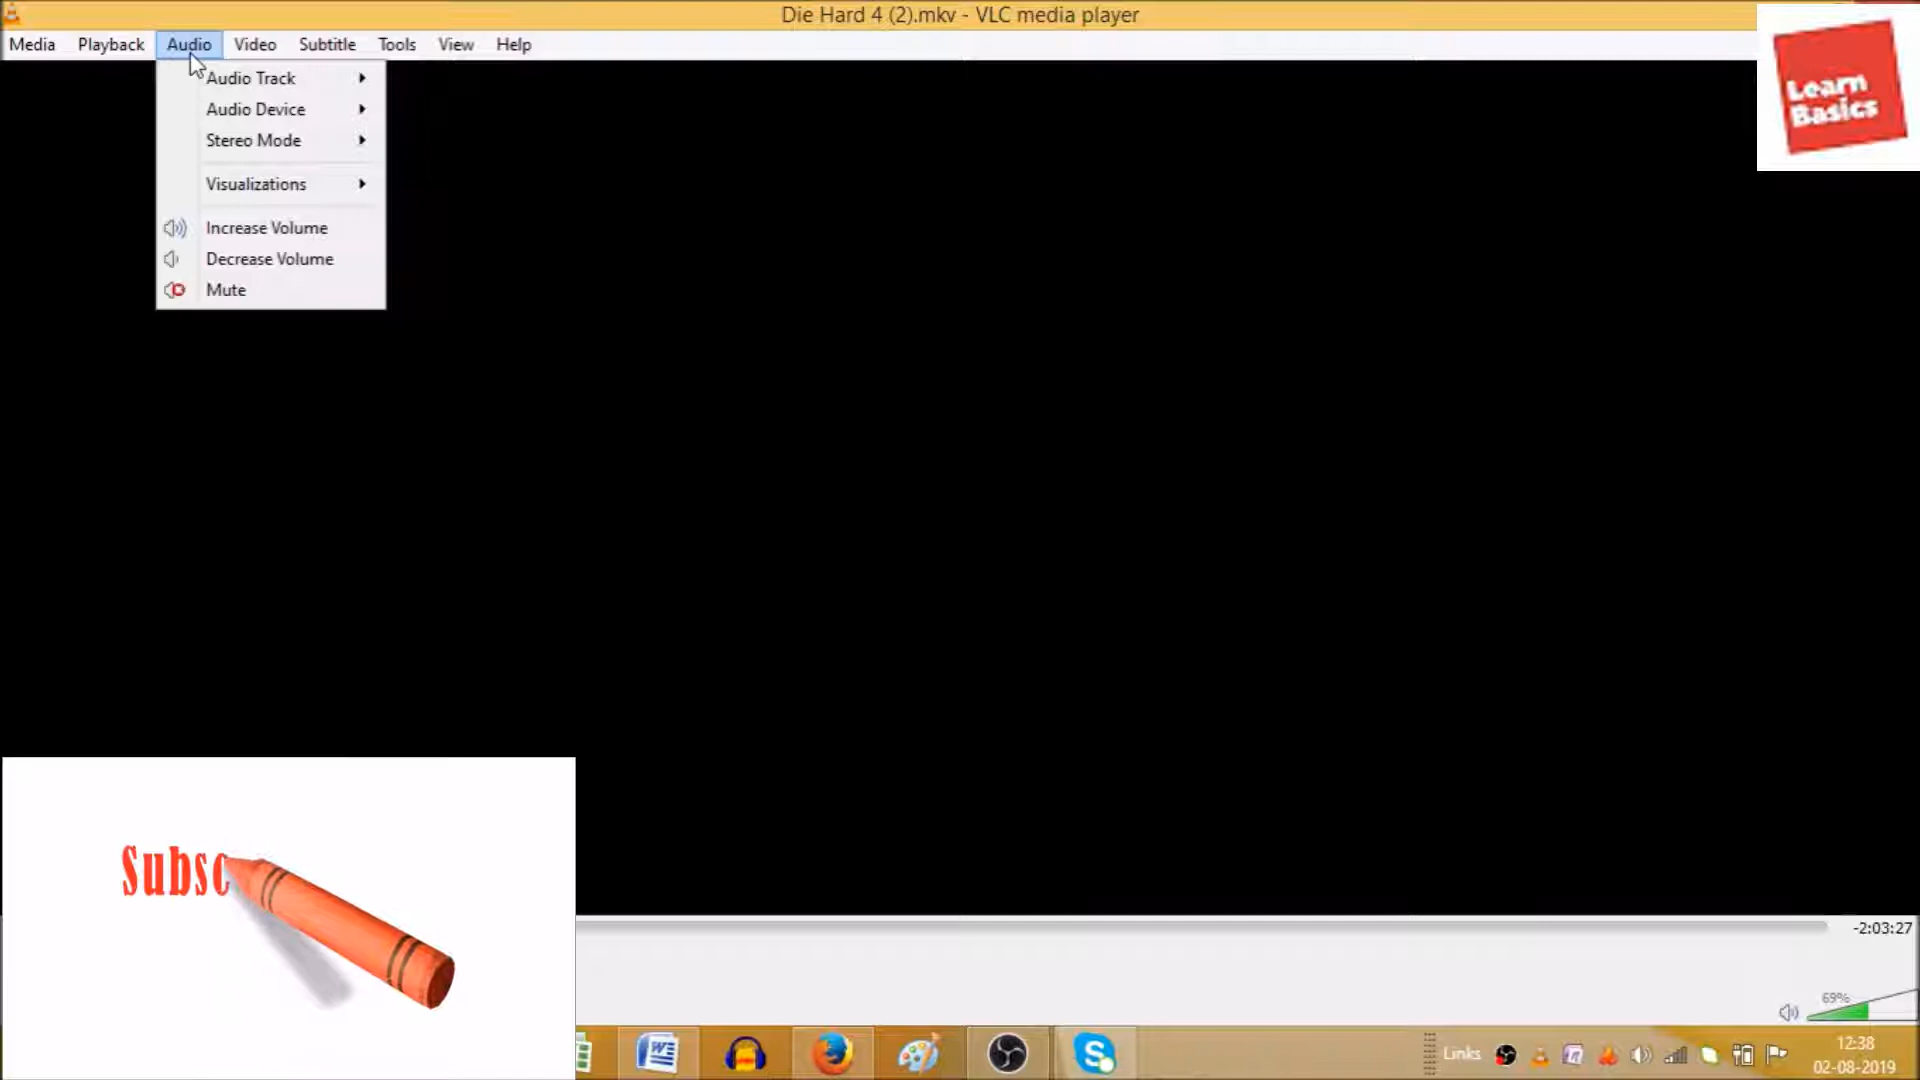 Die Hard 4 (2).mkv - VLC media player
Media Playback Audio Video Subtitle Tools View Help
Learn
Basics
Audio Track
Audio Device
Stereo Mode
Visualizations
Increase Volume
Decrease Volume
Mute
Subsc
-2:03:27
69%
Links
12:38
02-08-2019